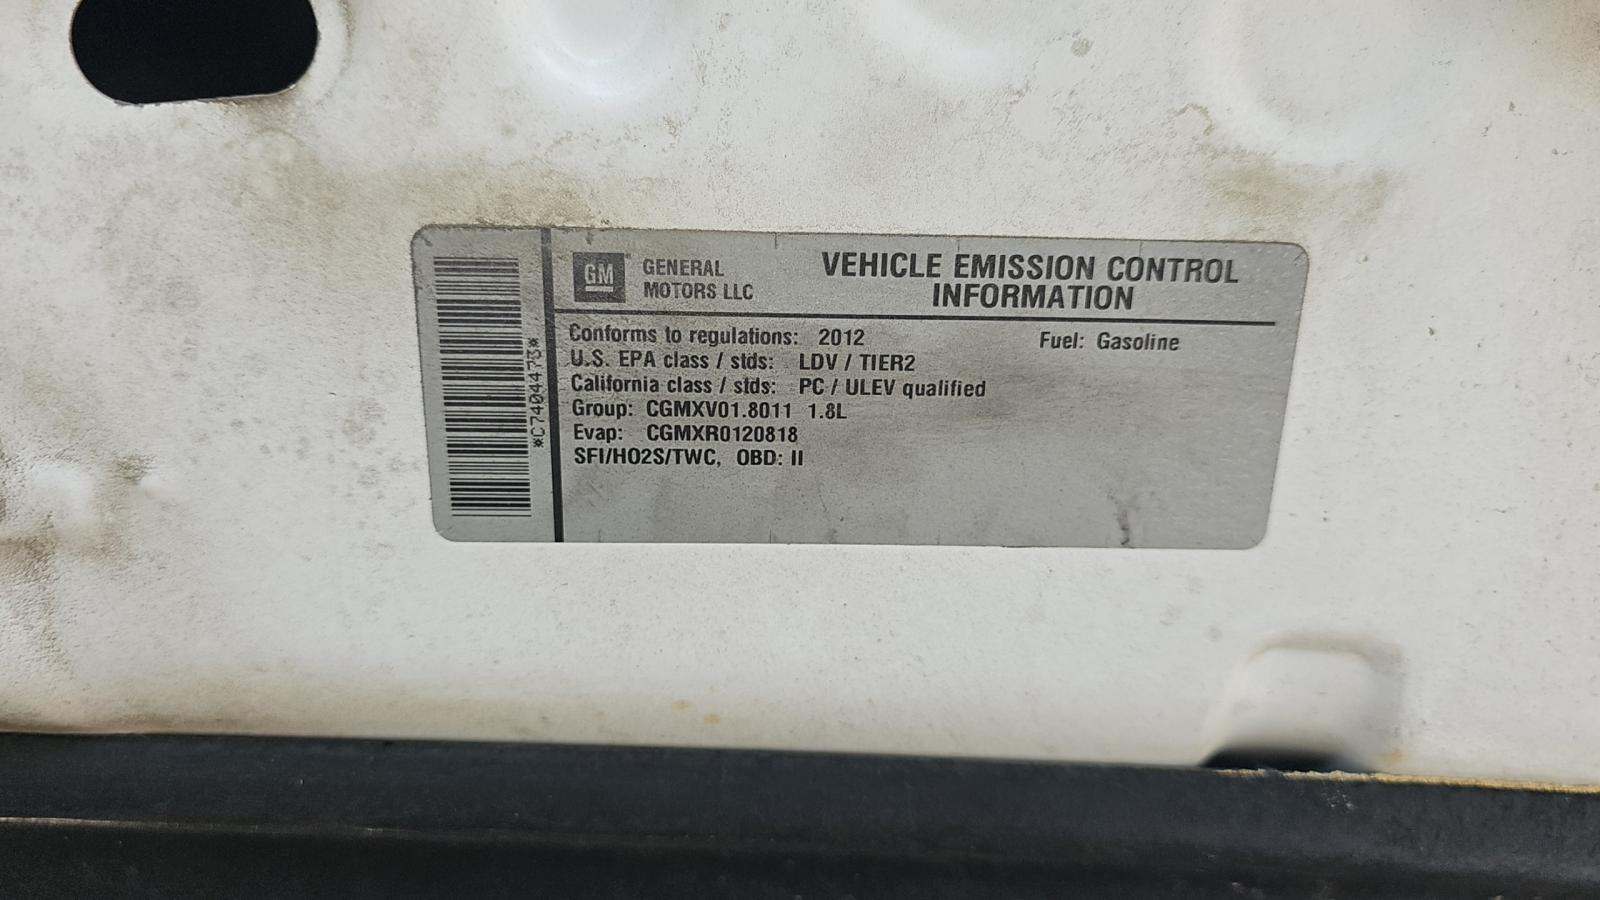 *C7404473*
GM GENERAL MOTORS LLC
VEHICLE EMISSION CONTROL
INFORMATION
Conforms to regulations: 2012 Fuel: Gasoline
U.S. EPA class / stds: LDV / TIER2
California class / stds: PC / ULEV qualified
Group: CGMXV01.8011 1.8L
Evap: CGMXR0120818
SFI/HO2S/TWC, OBD: II